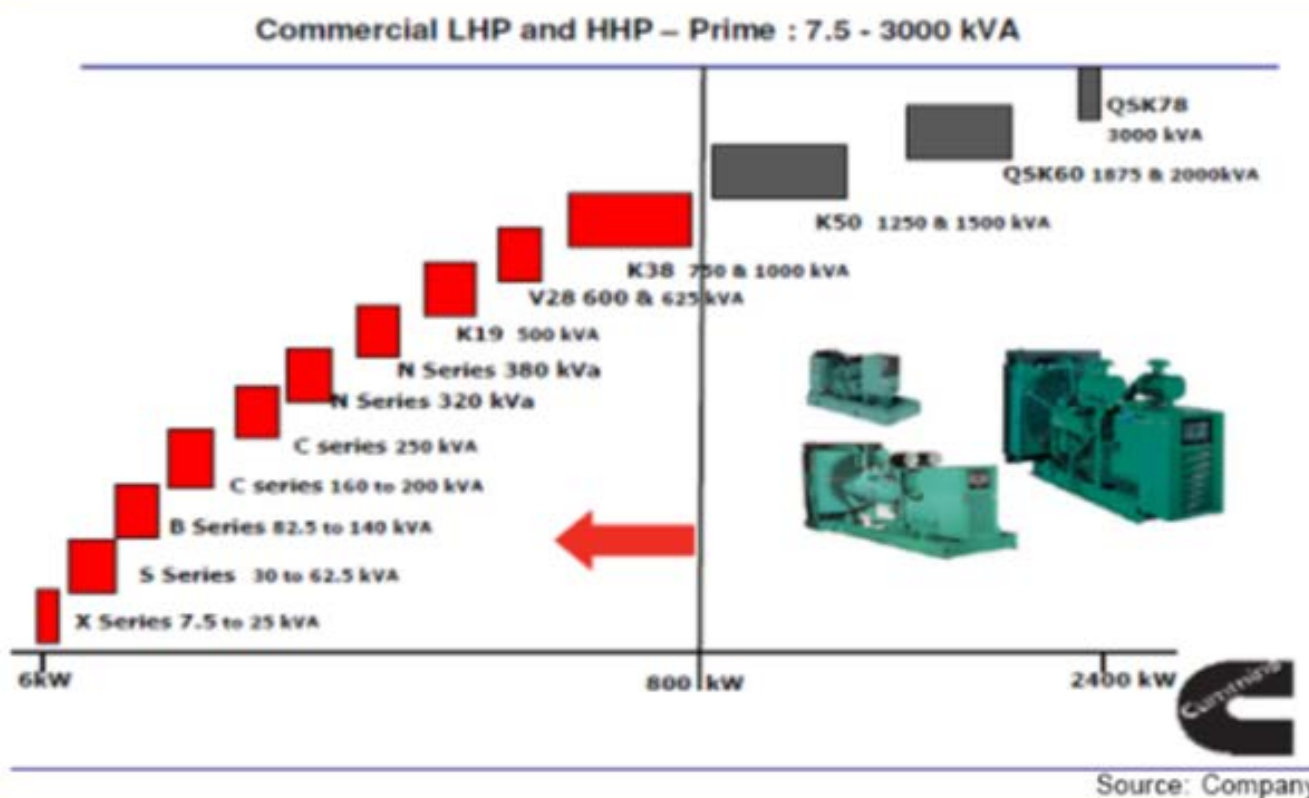 Commercial LHP and HHP – Prime : 7.5 - 3000 kVA
QSK78
3000 kVA
QSK60 1875 & 2000kVA
K50 1250 & 1500 kVA
K38 750 & 1000 kVA
V28 600 & 625 kVA
K19 500 kVA
N Series 380 kVa
N Series 320 kVa
C series 250 kVA
C series 160 to 200 kVA
B Series 82.5 to 140 kVA
S Series 30 to 62.5 kVA
X Series 7.5 to 25 kVA
6kW
800 kW
2400 kW
Cummins
Source: Company